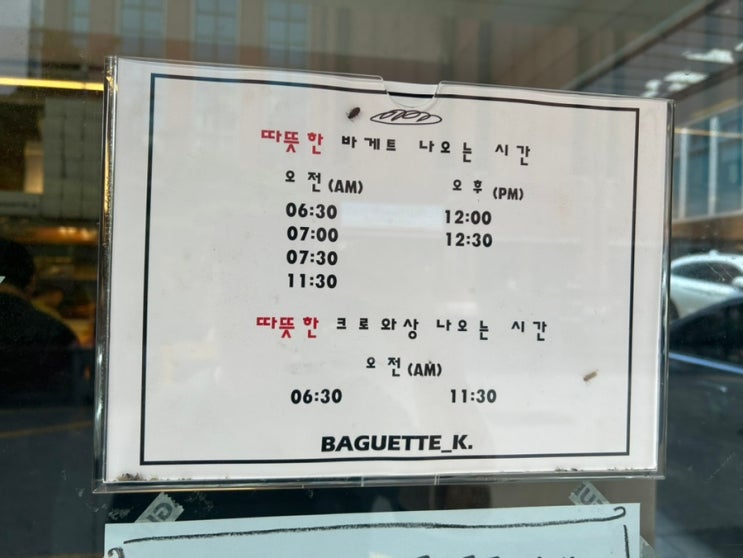 따뜻한 바게트 나오는 시간
오전(AM) 오후(PM)
06:30 12:00
07:00 12:30
07:30
11:30
따뜻한 크로와상 나오는 시간
오전(AM)
06:30 11:30
BAGUETTE_K.